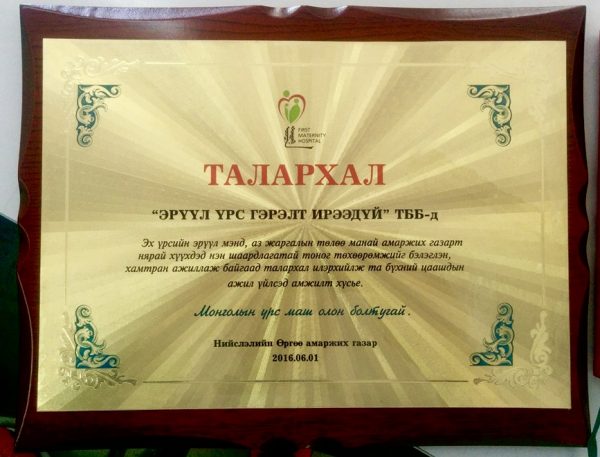 FIRST
MATERNITY
HOSPITAL
ТАЛАРХАЛ
“ЭРҮҮЛ ҮРС ГЭРЭЛТ ИРЭЭДҮЙ” ТББ-д
Эх үрсийн эрүүл мэнд, аз жаргалын төлөө манай амаржих газарт
нярай хүүхдэд нэн шаардлагатай тоног төхөөрөмжийг бэлэглэн,
хамтран ажиллаж байгаад талархал илэрхийлж та бүхний цаашдын
ажил үйлсэд амжилт хүсье.
Монголын үрс маш олон болтугай.
Нийслэлийн Өргөө амаржих газар
2016.06.01